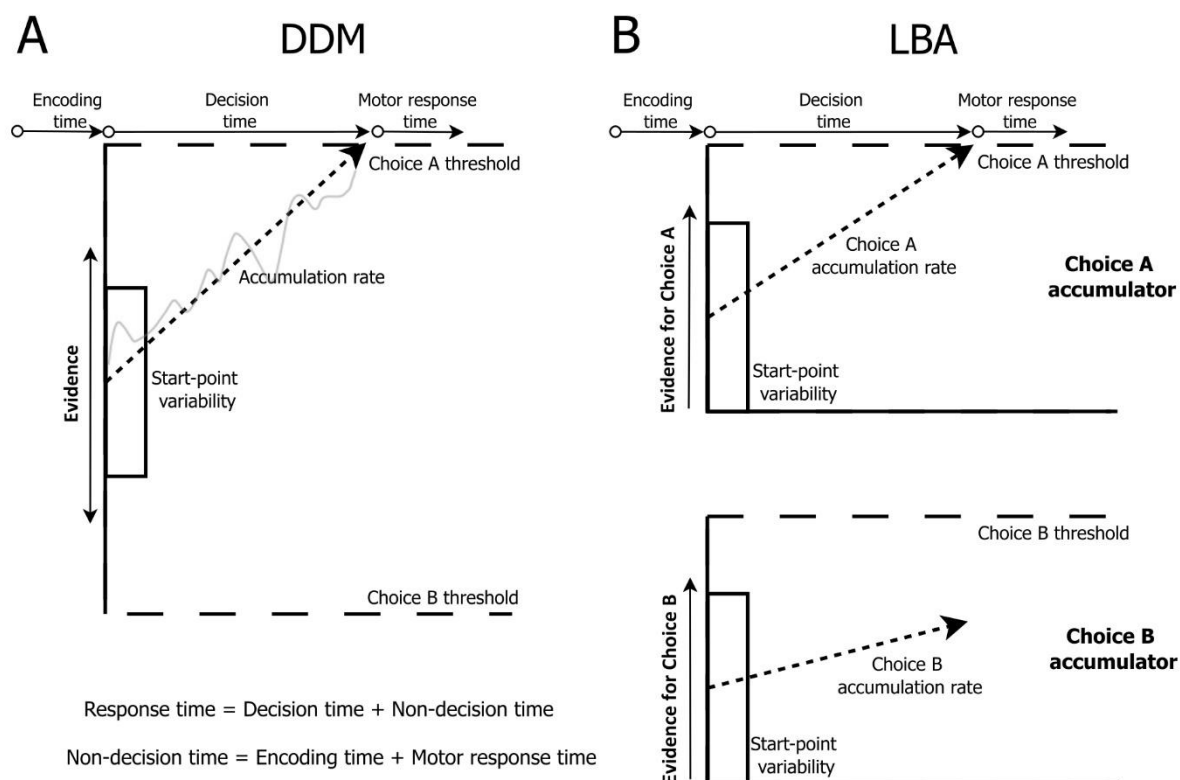 A
DDM
Encoding
time
Decision
time
Motor response
time
Choice A threshold
Accumulation rate
Evidence
Start-point
variability
Choice B threshold
Response time = Decision time + Non-decision time
Non-decision time = Encoding time + Motor response time
B
LBA
Encoding
time
Decision
time
Motor response
time
Choice A threshold
Evidence for Choice A
Choice A
accumulation rate
Choice A
accumulator
Start-point
variability
Choice B threshold
Evidence for Choice B
Choice B
accumulation rate
Choice B
accumulator
Start-point
variability